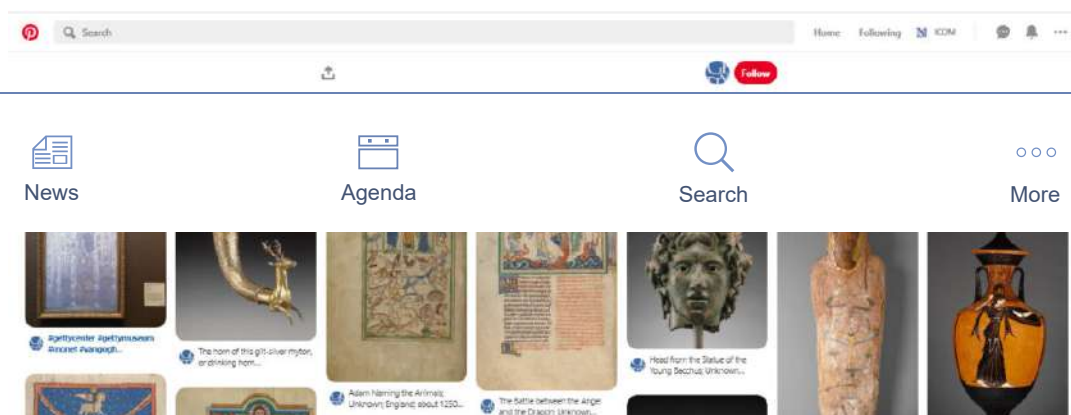 Search
Home Following ICOM
Follow
News
Agenda
Search
More
#gettycenter #gettymuseum
#monet #vangogh...
The horn of this gilt-silver rhyton,
or drinking horn...
Adam Naming the Animals;
Unknown; England; about 1250...
The Battle between the Angel
and the Dragon; Unknown...
Head from the Statue of the
Young Bacchus; Unknown...